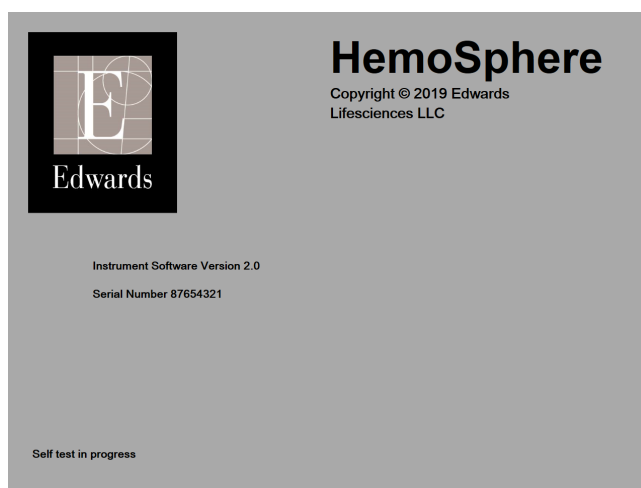 E
Edwards
HemoSphere
Copyright © 2019 Edwards
Lifesciences LLC
Instrument Software Version 2.0
Serial Number 87654321
Self test in progress